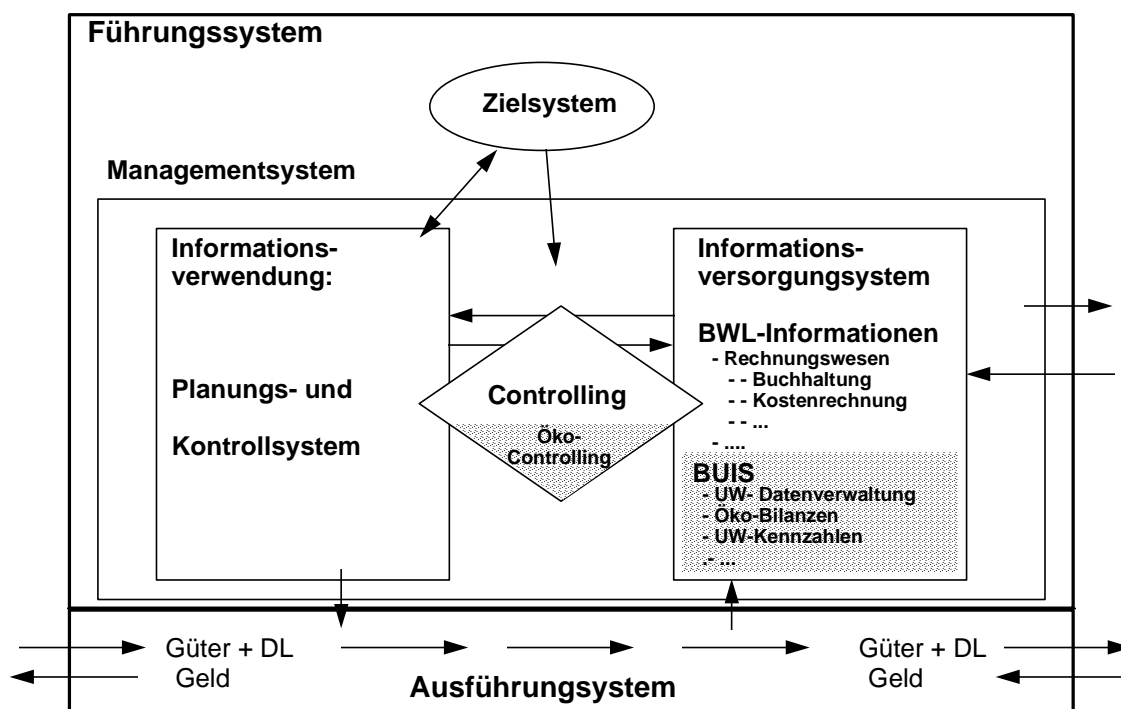 Führungssystem
Zielsystem
Managementsystem
Informations-
verwendung:
Planungs- und
Kontrollsystem
Controlling
Öko-
Controlling
Informations-
versorgungsystem
BWL-Informationen
- Rechnungswesen
- - Buchhaltung
- - Kostenrechnung
- - ...
- ....
BUIS
- UW- Datenverwaltung
- Öko-Bilanzen
- UW-Kennzahlen
.- ...
Güter + DL
Geld
Ausführungsystem
Güter + DL
Geld